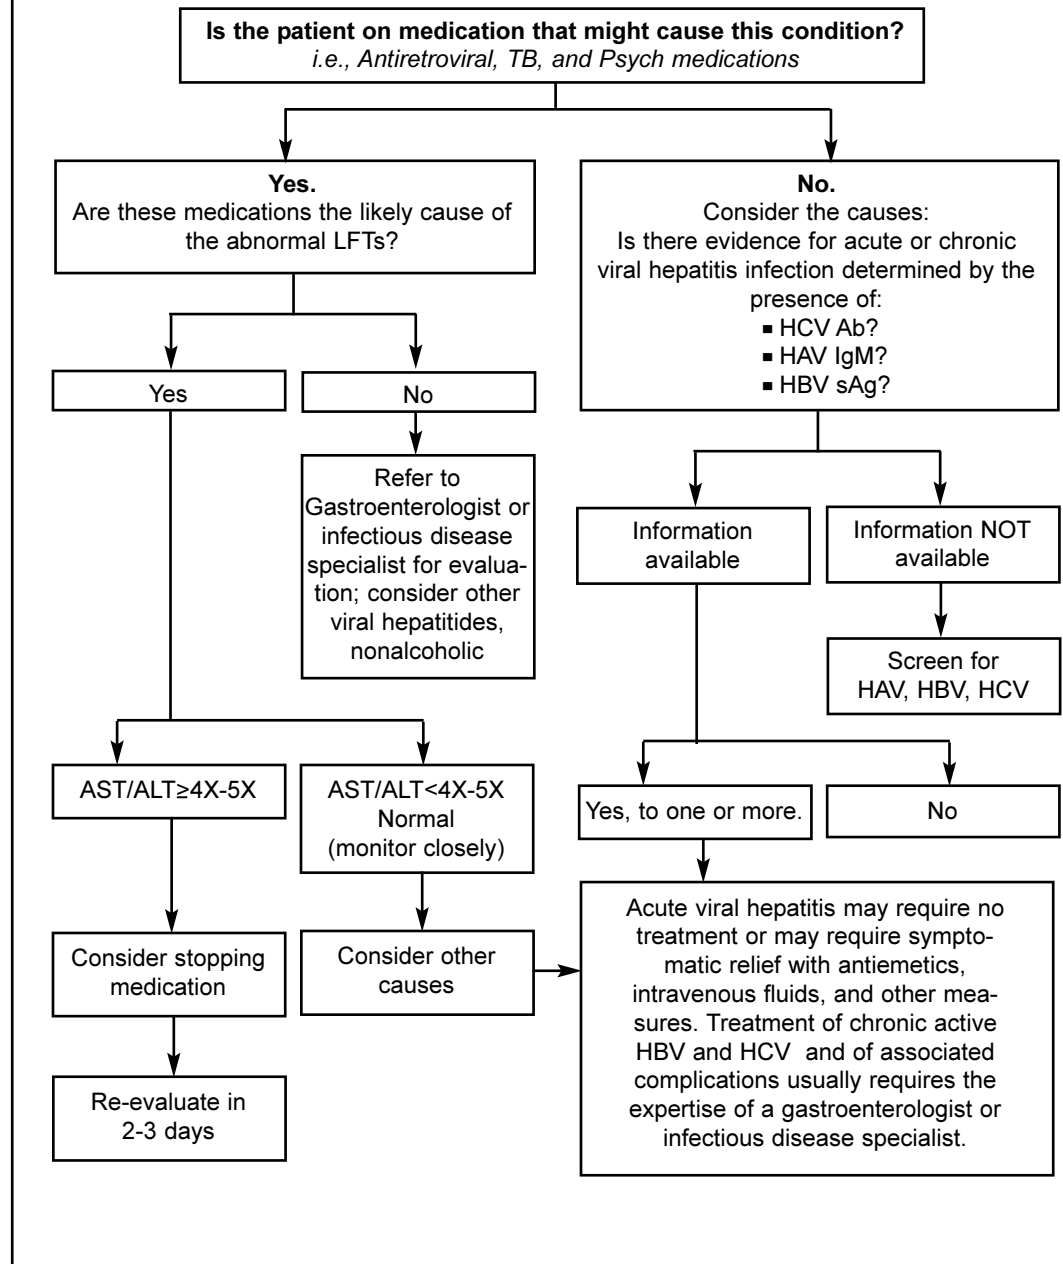 Is the patient on medication that might cause this condition?
i.e., Antiretroviral, TB, and Psych medications
Yes.
Are these medications the likely cause of
the abnormal LFTs?
No.
Consider the causes:
Is there evidence for acute or chronic
viral hepatitis infection determined by the
presence of:
▪ HCV Ab?
▪ HAV IgM?
▪ HBV sAg?
Yes
No
Refer to
Gastroenterologist or
infectious disease
specialist for evalua-
tion; consider other
viral hepatitides,
nonalcoholic
Information
available
Information NOT
available
Screen for
HAV, HBV, HCV
AST/ALT≥4X-5X
AST/ALT<4X-5X
Normal
(monitor closely)
Yes, to one or more.
No
Consider stopping
medication
Consider other
causes
Acute viral hepatitis may require no
treatment or may require sympto-
matic relief with antiemetics,
intravenous fluids, and other mea-
sures. Treatment of chronic active
HBV and HCV  and of associated
complications usually requires the
expertise of a gastroenterologist or
infectious disease specialist.
Re-evaluate in
2-3 days